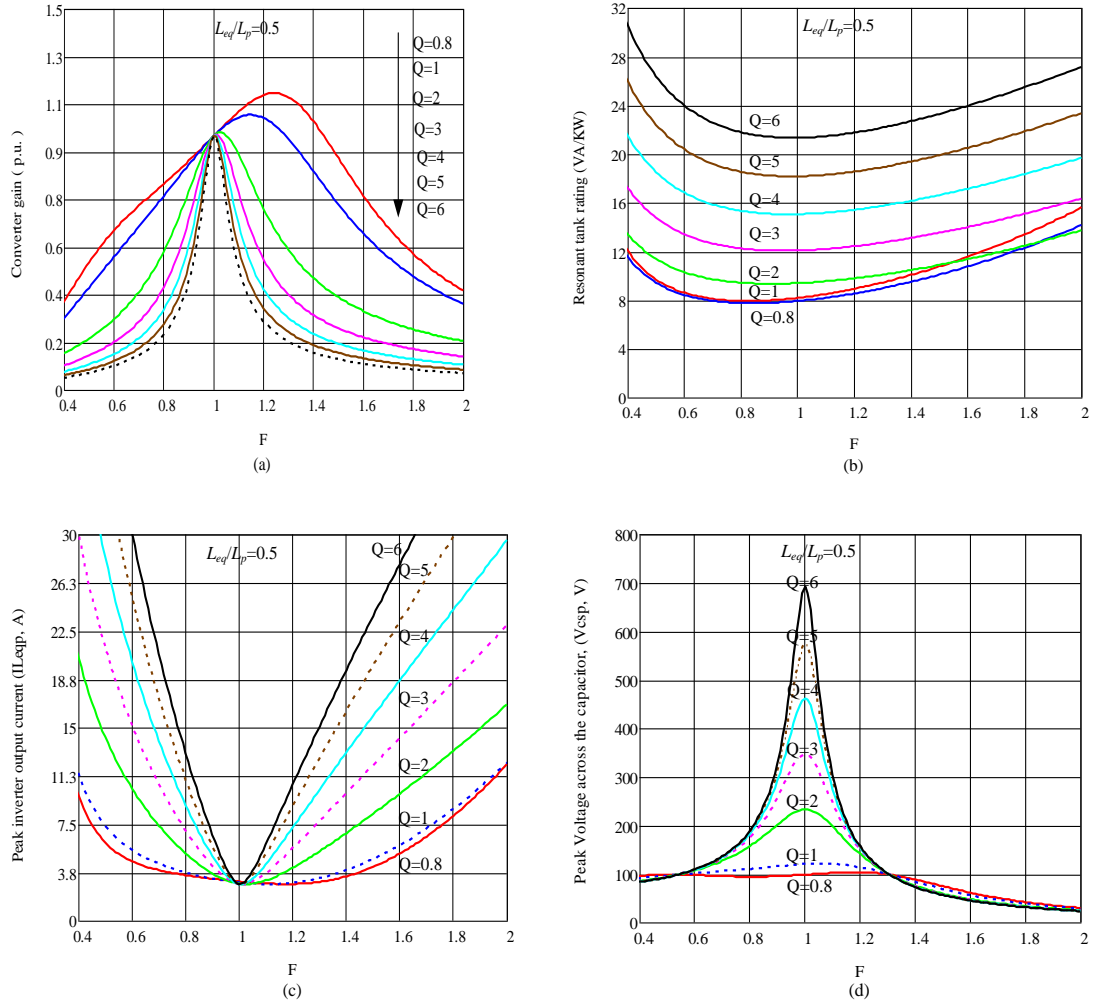 Converter gain ( p.u. )
1.5
1.3
1.1
0.9
0.8
0.6
0.4
0.2
0
L_eq/L_p=0.5
Q=0.8
Q=1
Q=2
Q=3
Q=4
Q=5
Q=6
0.4 0.6 0.8 1 1.2 1.4 1.6 1.8 2
F
(a)
Resonant tank rating (VA/KW)
32
28
24
20
16
12
8
4
0
L_eq/L_p=0.5
Q=6
Q=5
Q=4
Q=3
Q=2
Q=1
Q=0.8
0.4 0.6 0.8 1 1.2 1.4 1.6 1.8 2
F
(b)
Peak inverter output current (ILeqp, A)
30
26.3
22.5
18.8
15
11.3
7.5
3.8
0
L_eq/L_p=0.5
Q=6
Q=5
Q=4
Q=3
Q=2
Q=1
Q=0.8
0.4 0.6 0.8 1 1.2 1.4 1.6 1.8 2
F
(c)
Peak Voltage across the capacitor, (Vcsp, V)
800
700
600
500
400
300
200
100
0
L_eq/L_p=0.5
Q=6
Q=5
Q=4
Q=3
Q=2
Q=1
Q=0.8
0.4 0.6 0.8 1 1.2 1.4 1.6 1.8 2
F
(d)